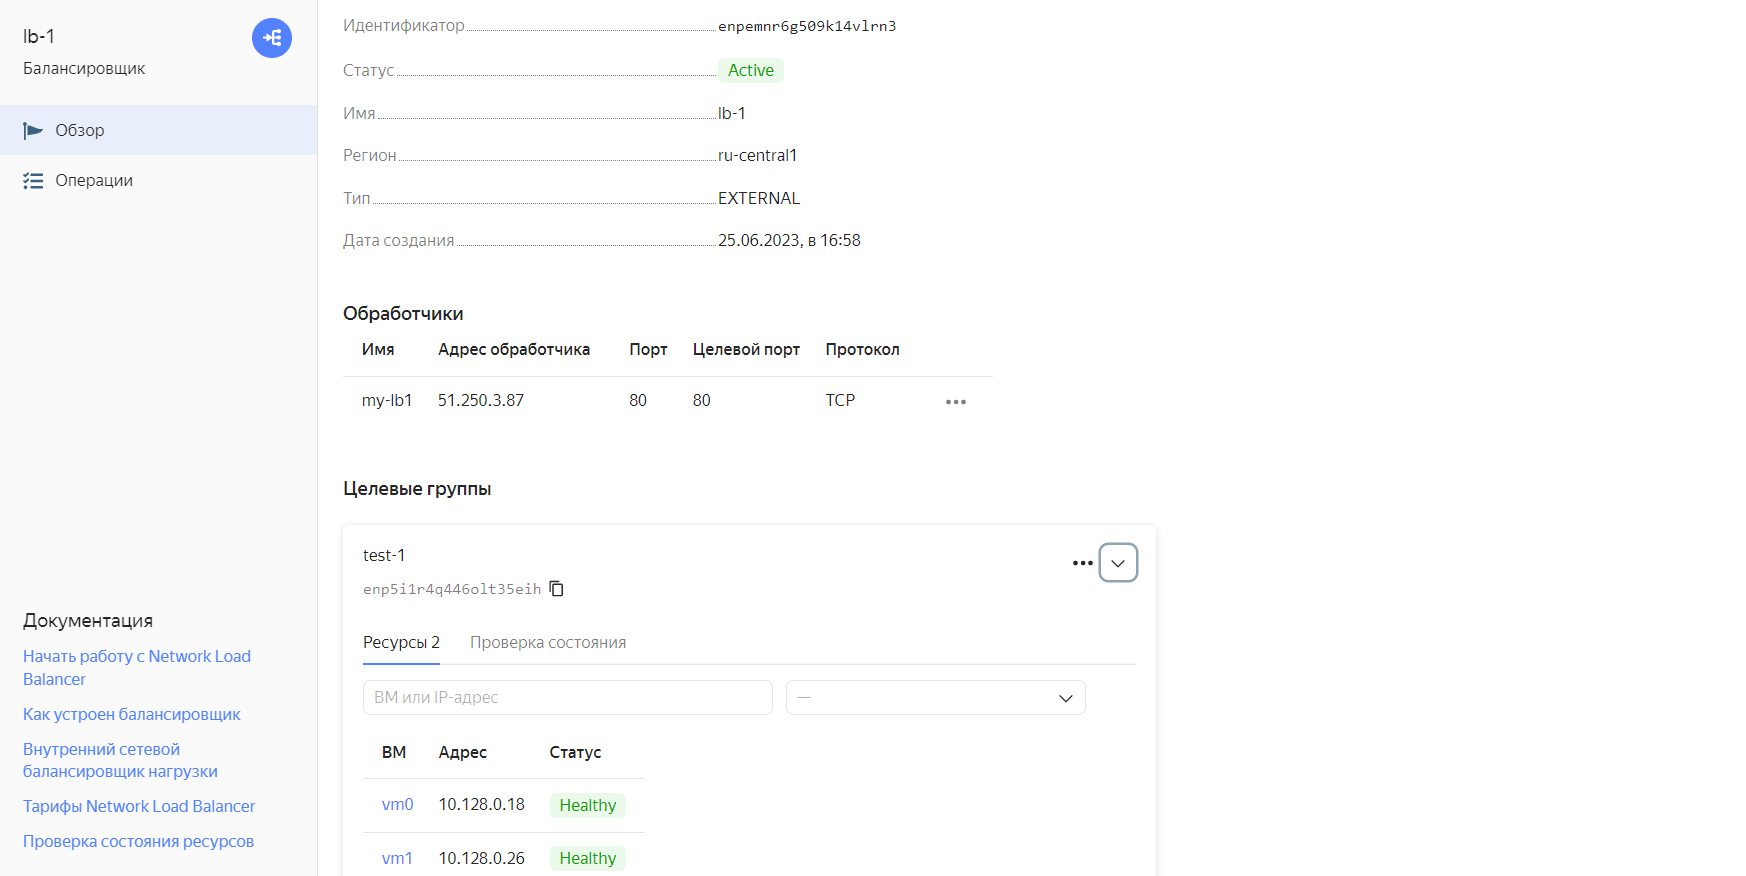 lb-1
Балансировщик
Обзор
Операции
Документация
Начать работу с Network Load
Balancer
Как устроен балансировщик
Внутренний сетевой
балансировщик нагрузки
Тарифы Network Load Balancer
Проверка состояния ресурсов
Идентификатор enpemnr6g509k14vlrn3
Статус Active
Имя lb-1
Регион ru-central1
Тип EXTERNAL
Дата создания 25.06.2023, в 16:58
Обработчики
Имя Адрес обработчика Порт Целевой порт Протокол
my-lb1 51.250.3.87 80 80 TCP
Целевые группы
test-1
enp5i1r4q446olt35eih
Ресурсы 2 Проверка состояния
ВМ или IP-адрес —
ВМ Адрес Статус
vm0 10.128.0.18 Healthy
vm1 10.128.0.26 Healthy